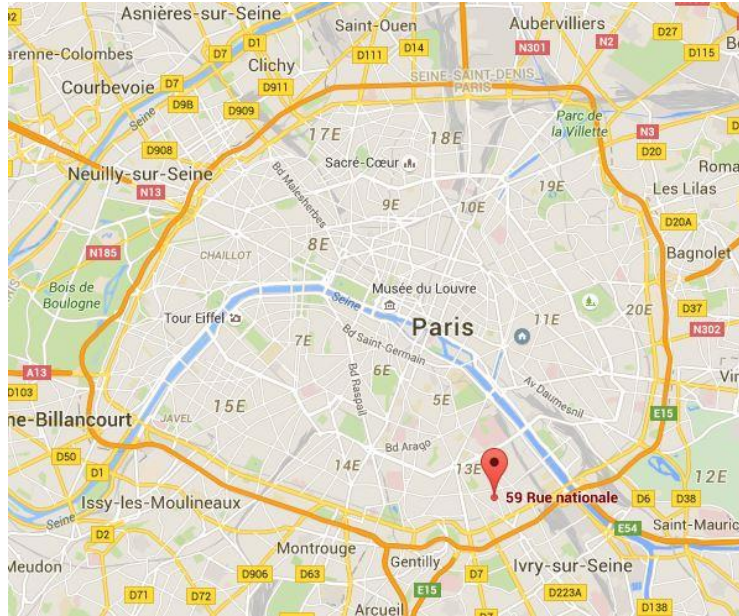 Asnières-sur-Seine
Saint-Ouen
Aubervilliers
D27
N2
N301
D115
D1
D14
D7
D111
arenne-Colombes
Clichy
Courbevoie
D7
D911
SEINE-SAINT-DENIS
PARIS
D9B
D909
Seine
Parc de
la Villette
17E
18E
N3
D20
D908
Sacré-Cœur
Roma
Neuilly-sur-Seine
Bd Malesherbes
19E
Les Lilas
N13
9E
10E
D20A
8E
N185
CHAILLOT
Bagnolet
Bois de
Boulogne
Musée du Louvre
Seine
20E
D37
Tour Eiffel
Paris
11E
N302
7E
Bd Saint-Germain
A13
Bd Raspail
6E
Av Daumesnil
Vin
D103
5E
15E
E15
ne-Billancourt
JAVEL
Bd Arago
D50
14E
13E
12E
D1
59 Rue nationale
D6
D38
Issy-les-Moulineaux
Seine
E54
Saint-Mauric
D2
Montrouge
Gentilly
Ivry-sur-Seine
Meudon
D906
D63
D7
D71
D72
E15
D223A
Arcueil
D7
D138